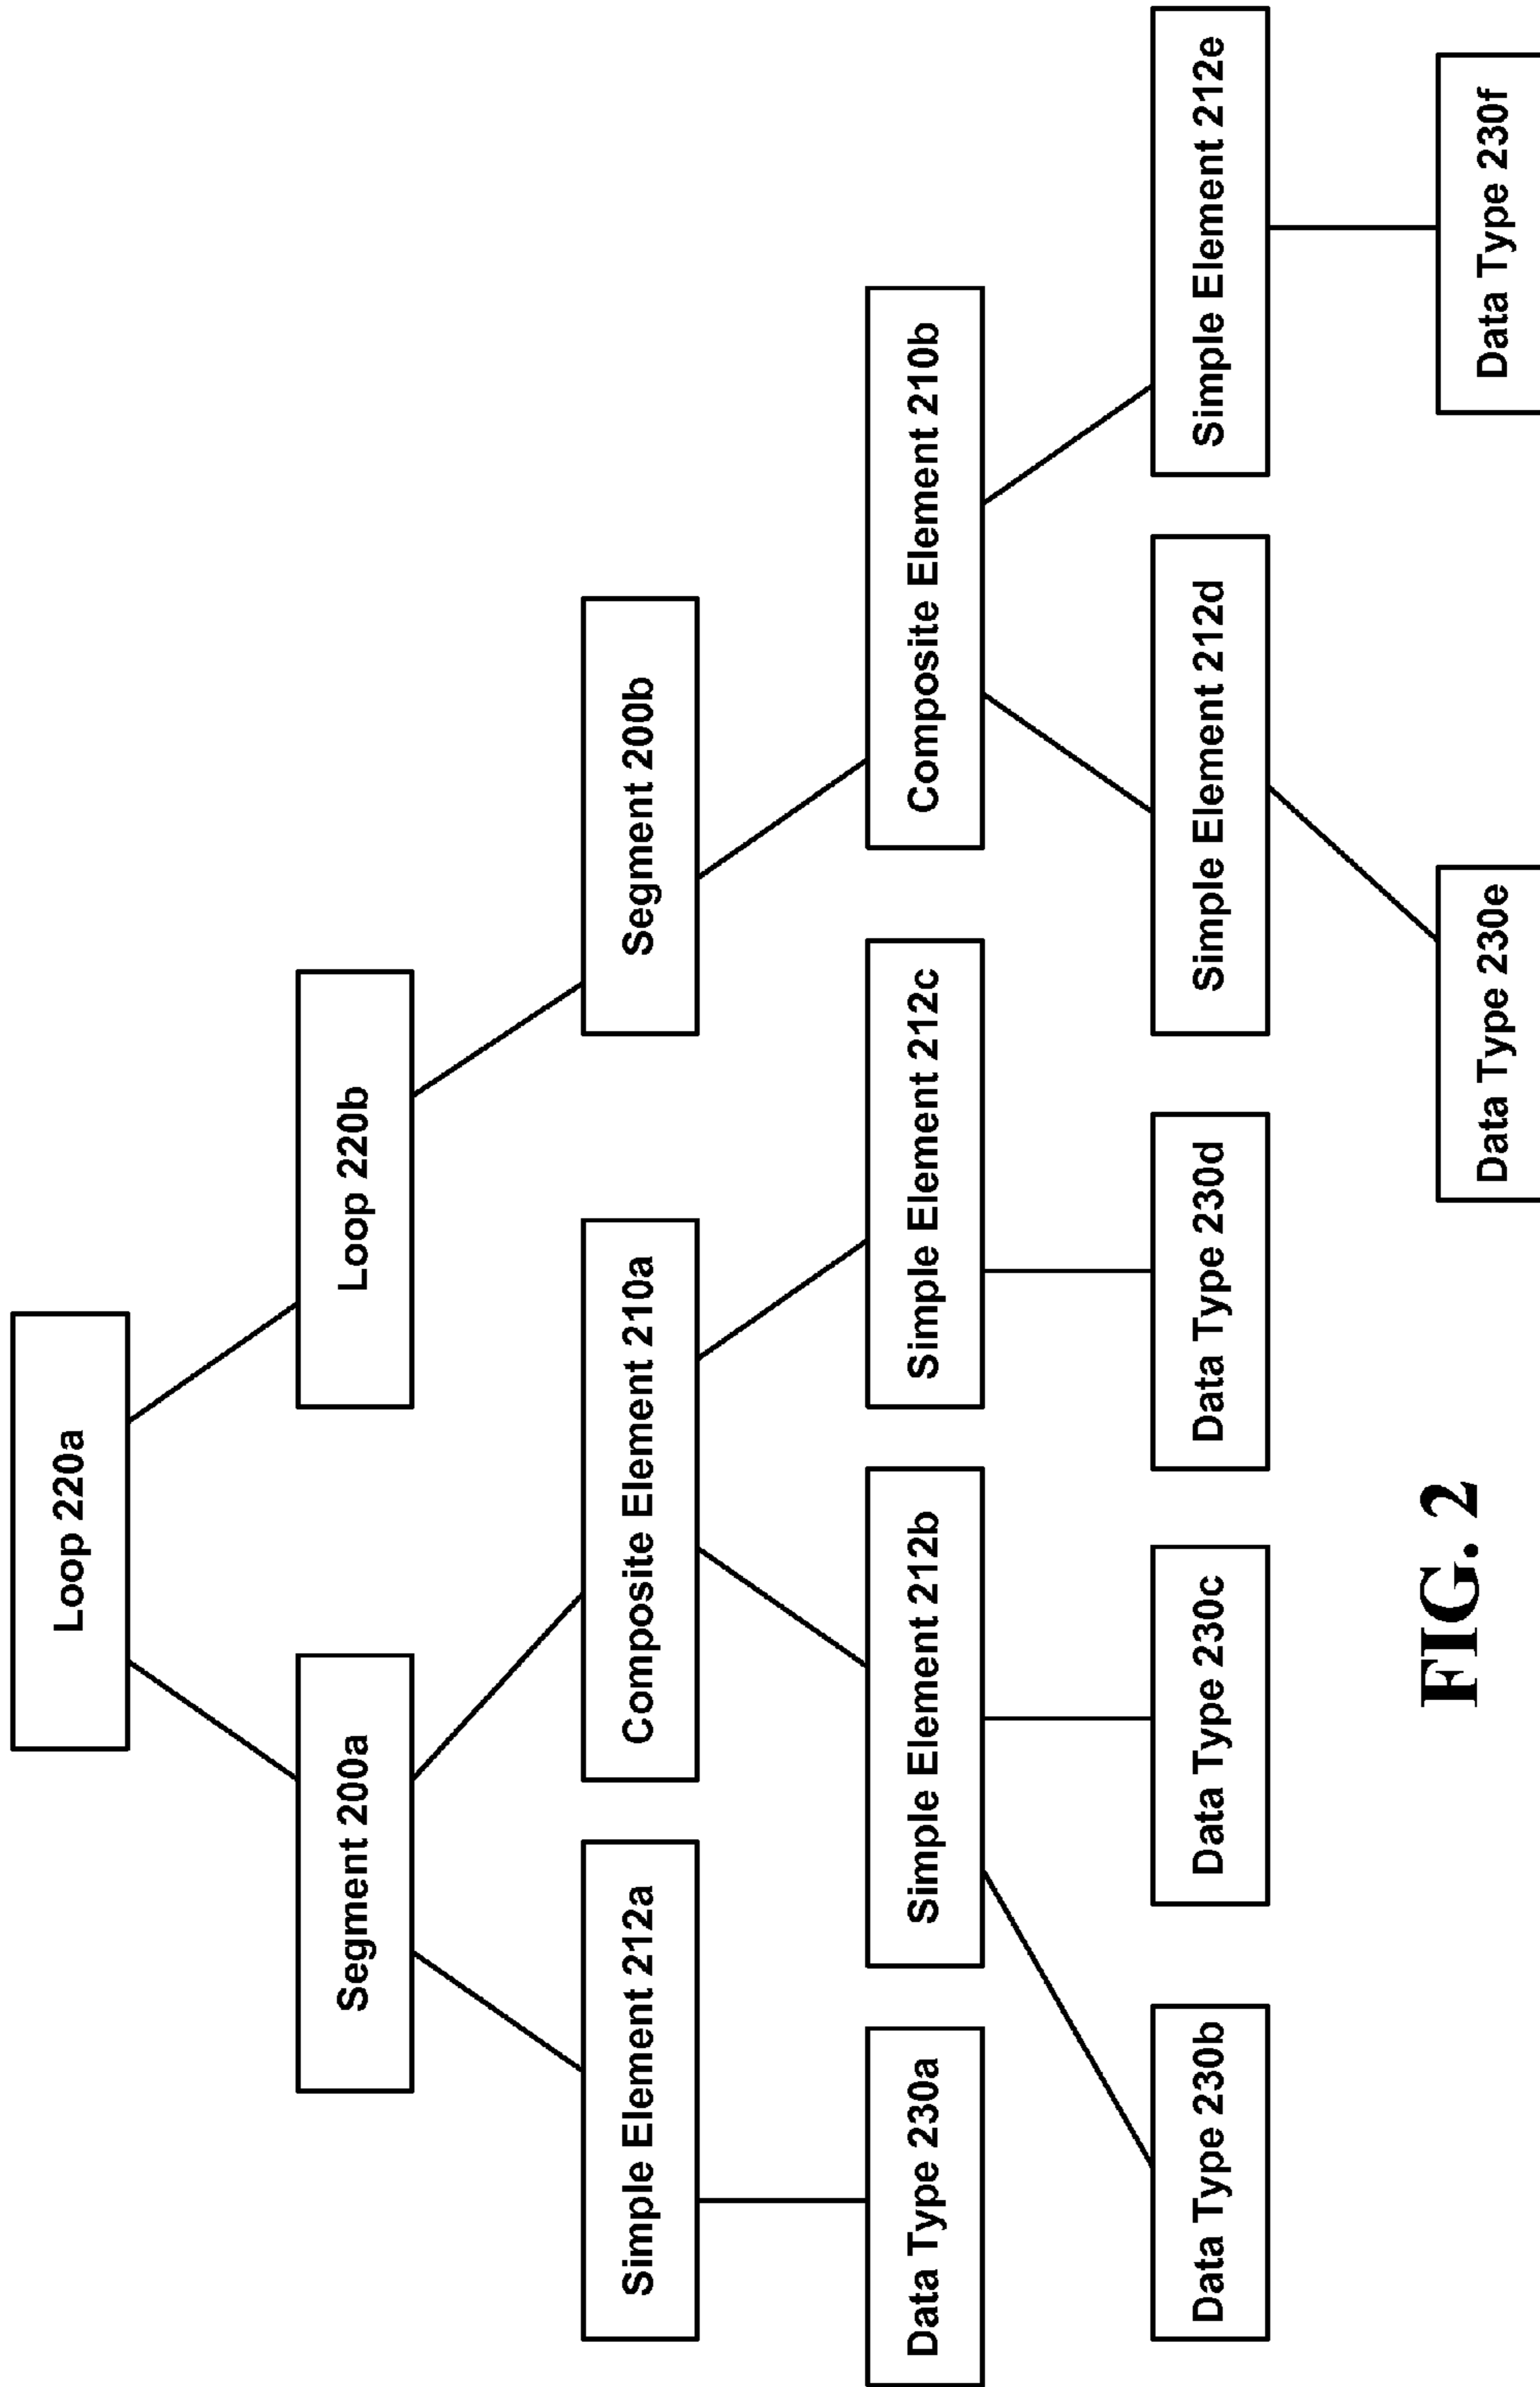 Loop 220a
Segment 200a
Loop 220b
Simple Element 212a
Composite Element 210a
Segment 200b
Data Type 230a
Simple Element 212b
Simple Element 212c
Composite Element 210b
Data Type 230b
Data Type 230c
Data Type 230d
Simple Element 212d
Simple Element 212e
Data Type 230e
Data Type 230f
FIG. 2